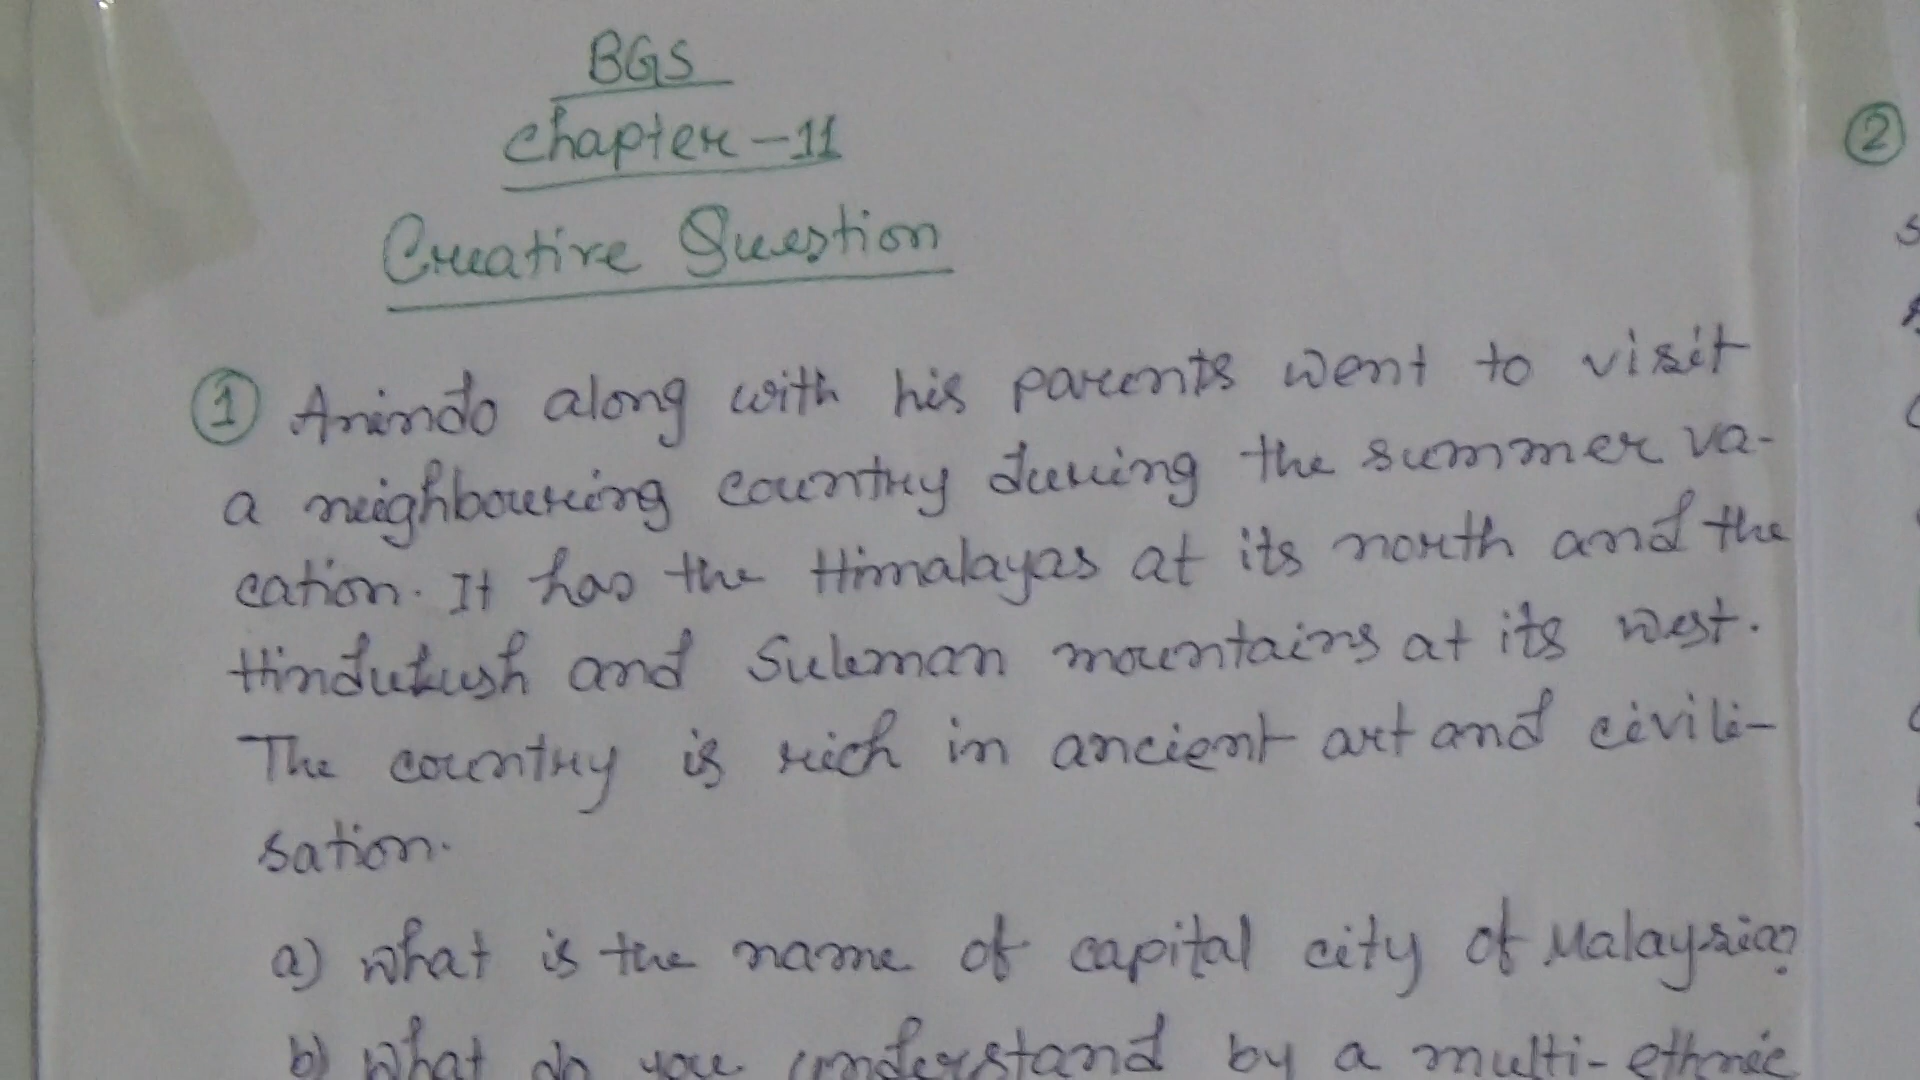 BGS
Chapter-11
Creative Question
① Anindo along with his parents went to visit
a neighbouring country during the summer va-
cation. It has the Himalayas at its north and the
Hindukush and Suleman mountains at its west.
The country is rich in ancient art and civili-
sation.
a) What is the name of capital city of Malaysia?
b) What do you understand by a multi-ethnic
②